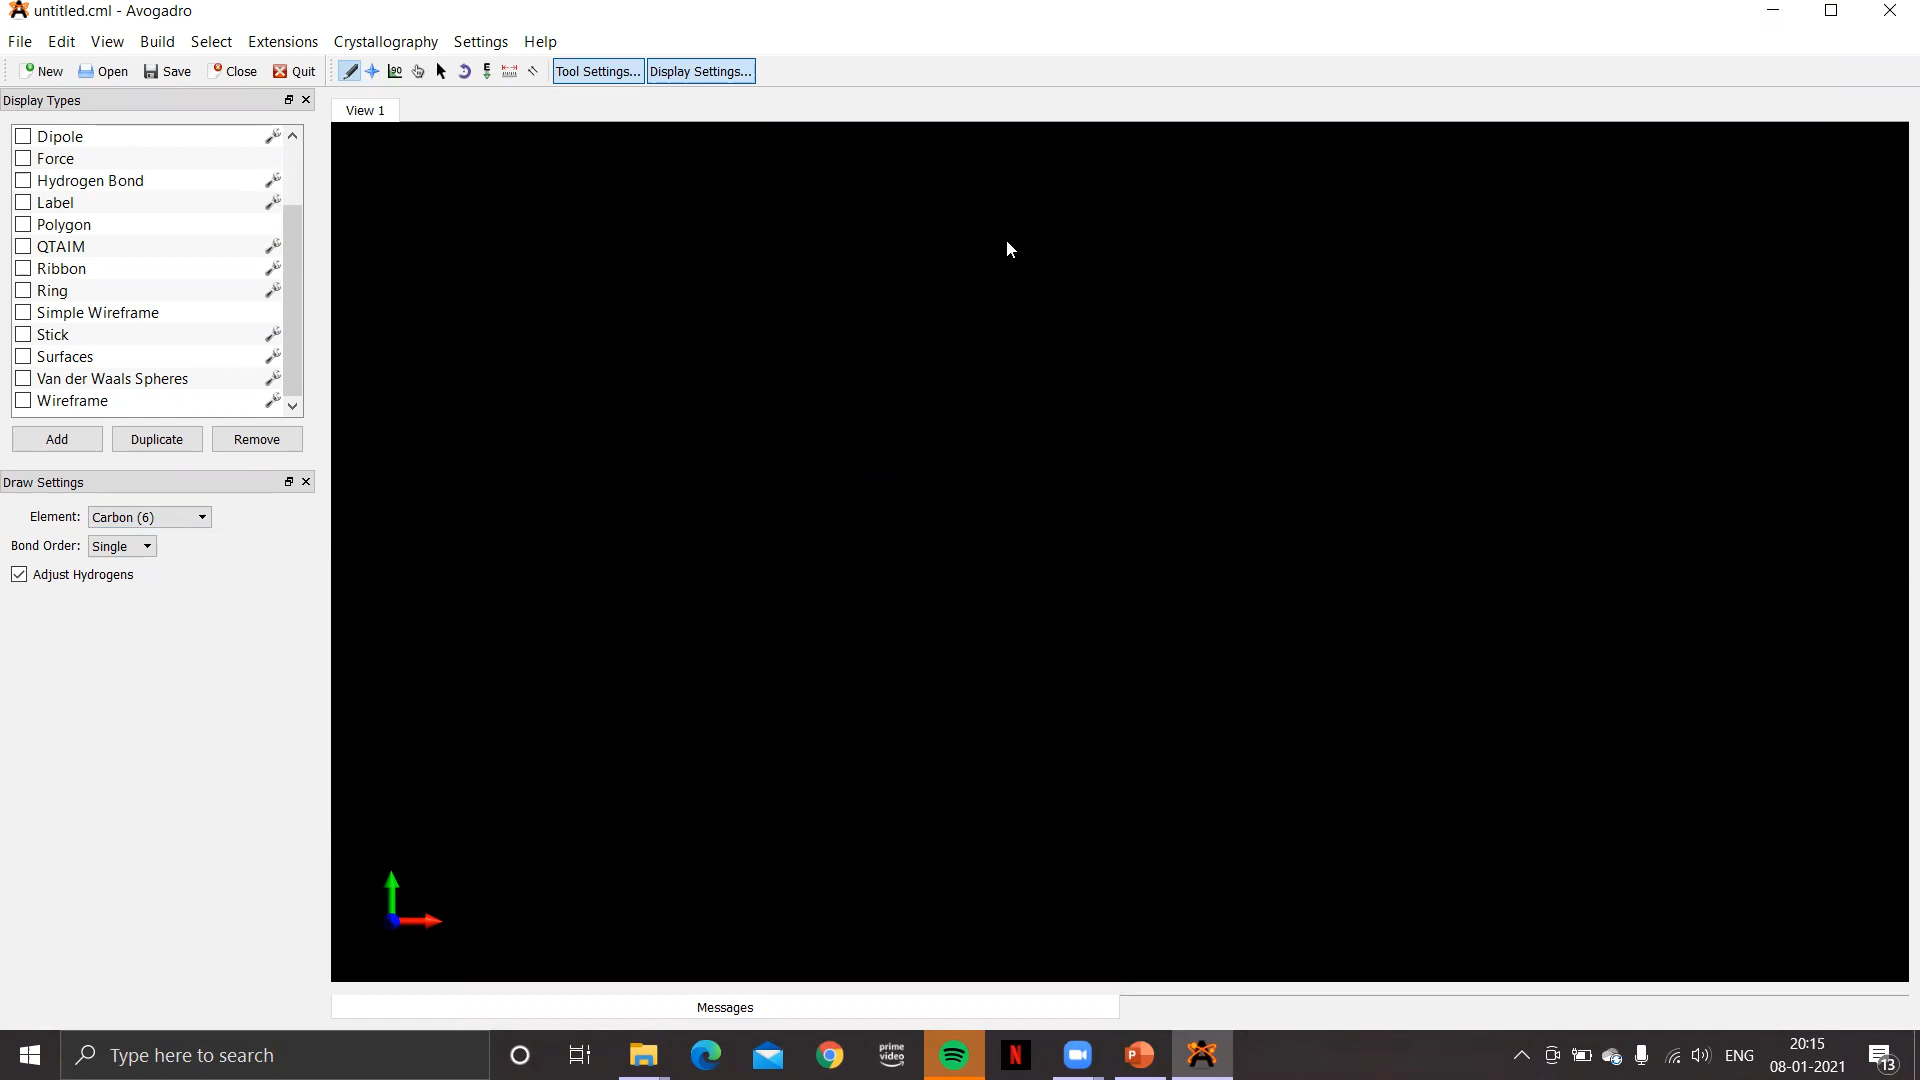 untitled.cml - Avogadro
File Edit View Build Select Extensions Crystallography Settings Help
New Open Save Close Quit Tool Settings... Display Settings...
Display Types
View 1
Dipole
Force
Hydrogen Bond
Label
Polygon
QTAIM
Ribbon
Ring
Simple Wireframe
Stick
Surfaces
Van der Waals Spheres
Wireframe
Add Duplicate Remove
Draw Settings
Element: Carbon (6)
Bond Order: Single
Adjust Hydrogens
Messages
Type here to search
prime
video
ENG
20:15
08-01-2021
13